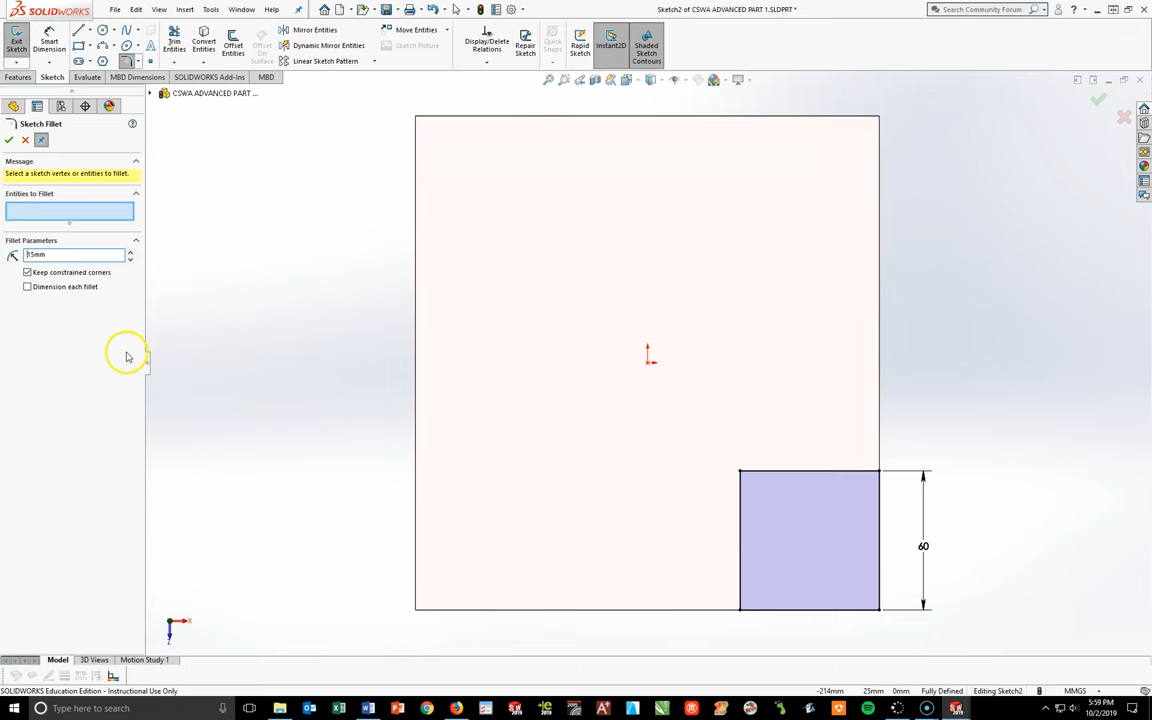 SOLIDWORKS File Edit View Insert Tools Window Help Sketch2 of CSWA ADVANCED PART 1.SLDPRT * Search Community Forum
Exit Sketch Smart Dimension Trim Entities Convert Entities Offset Entities Offset On Surface Mirror Entities Dynamic Mirror Entities Linear Sketch Pattern Move Entities Sketch Picture Display/Delete Relations Repair Sketch Quick Snaps Rapid Sketch Instant2D Shaded Sketch Contours
Features Sketch Evaluate MBD Dimensions SOLIDWORKS Add-Ins MBD
CSWA ADVANCED PART ...
Sketch Fillet
Message
Select a sketch vertex or entities to fillet.
Entities to Fillet
Fillet Parameters
15mm
Keep constrained corners
Dimension each fillet
60
X
Z
Model 3D Views Motion Study 1
SOLIDWORKS Education Edition - Instructional Use Only -214mm 25mm 0mm Fully Defined Editing Sketch2 MMGS
Type here to search 5:59 PM
10/2/2019